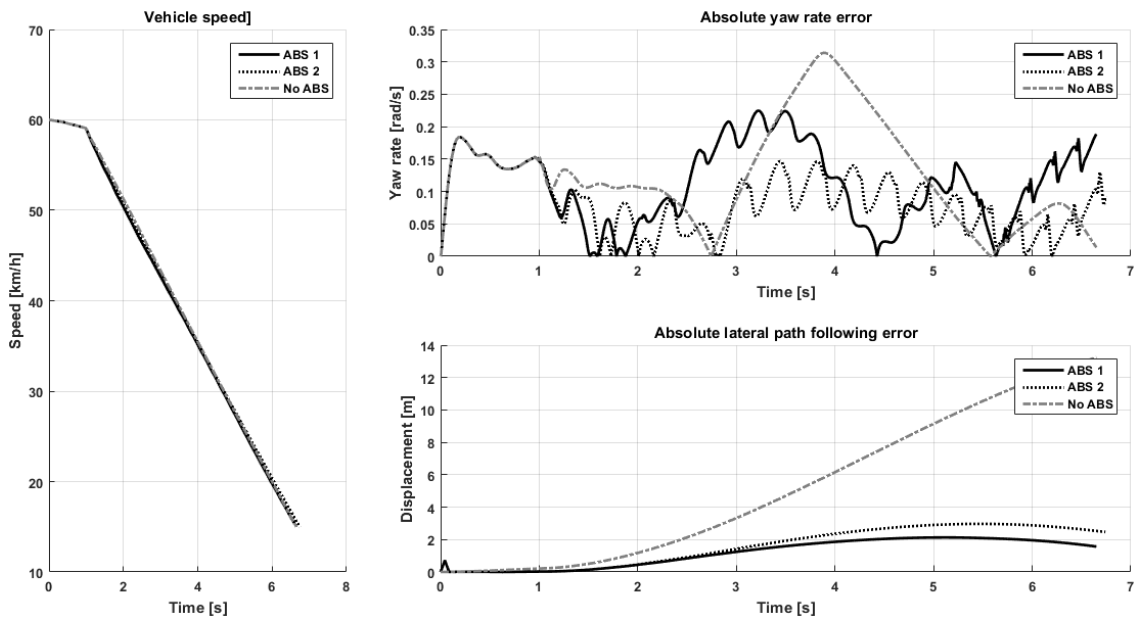 Vehicle speed]
70
60
50
40
30
20
10
Speed [km/h]
0
2
4
6
8
Time [s]
ABS 1
ABS 2
No ABS
Absolute yaw rate error
0.35
0.3
0.25
0.2
0.15
0.1
0.05
0
Yaw rate [rad/s]
0
1
2
3
4
5
6
7
Time [s]
ABS 1
ABS 2
No ABS
Absolute lateral path following error
14
12
10
8
6
4
2
0
Displacement [m]
0
1
2
3
4
5
6
7
Time [s]
ABS 1
ABS 2
No ABS